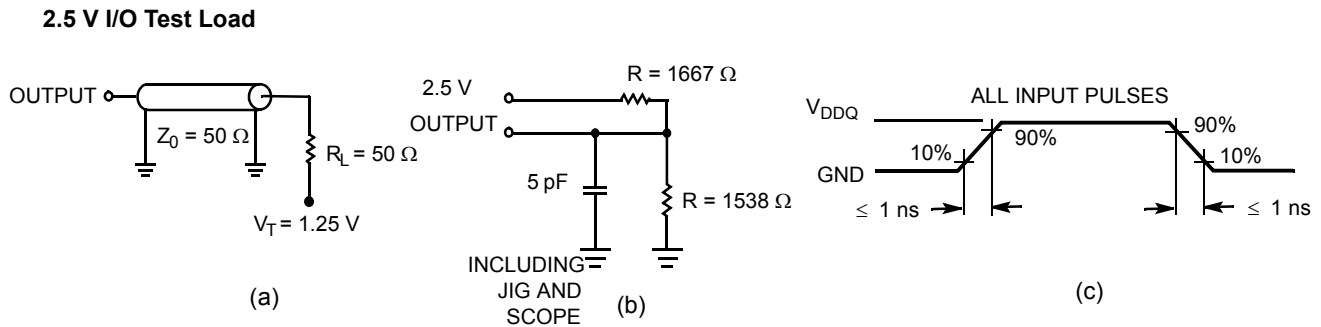 2.5 V I/O Test Load
OUTPUT
Z0 = 50 Ω
RL = 50 Ω
VT = 1.25 V
(a)
2.5 V
R = 1667 Ω
OUTPUT
5 pF
R = 1538 Ω
INCLUDING
JIG AND
SCOPE
(b)
ALL INPUT PULSES
VDDQ
GND
10%
90%
90%
10%
≤ 1 ns
≤ 1 ns
(c)